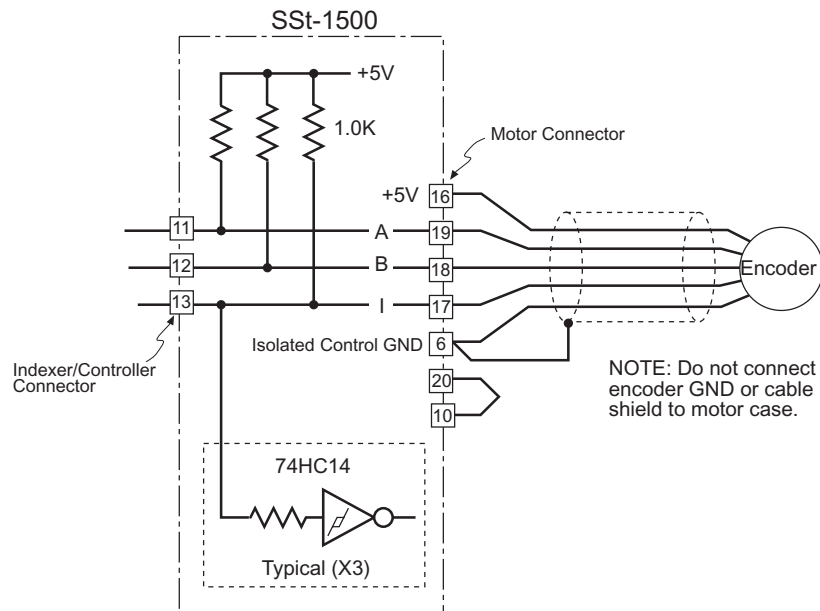 SSt-1500
+5V
1.0K
Motor Connector
+5V
16
11
A
19
12
B
18
Encoder
13
I
17
Isolated Control GND
6
Indexer/Controller
Connector
20
10
NOTE: Do not connect
encoder GND or cable
shield to motor case.
74HC14
Typical (X3)